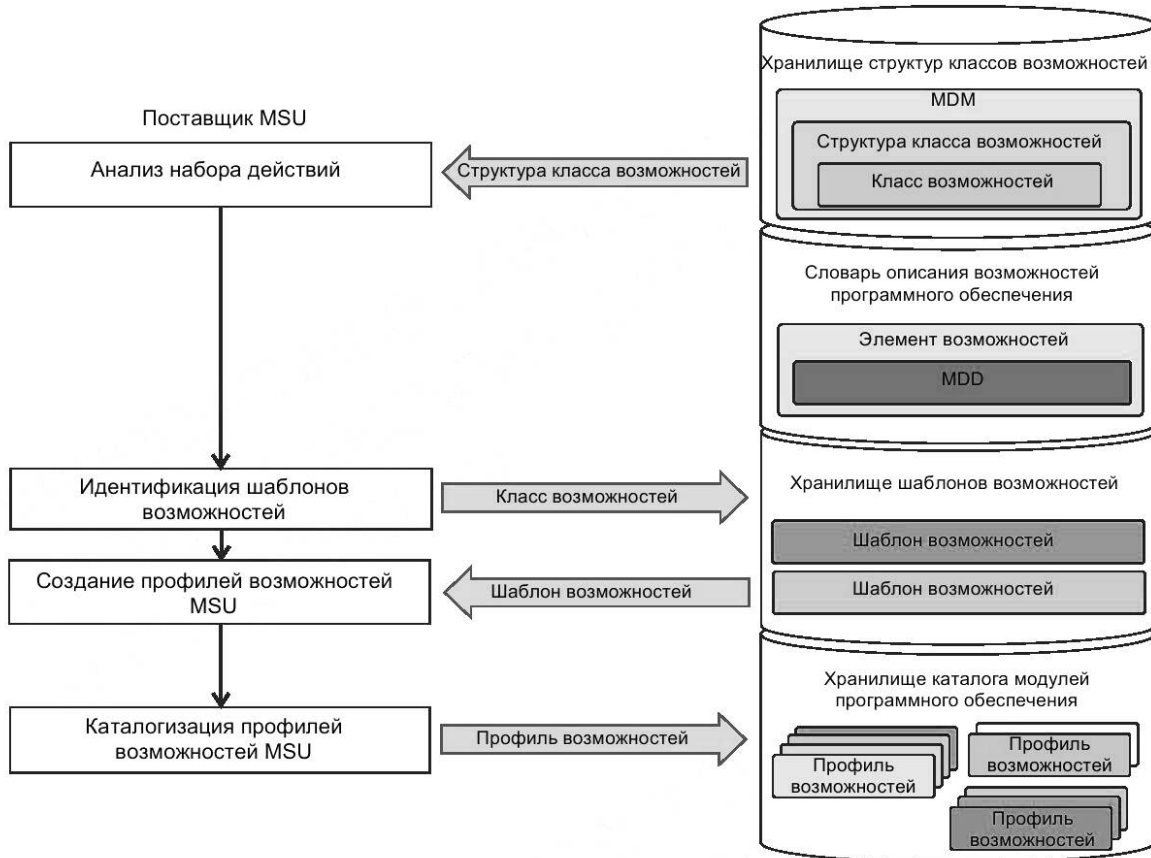 Хранилище структур классов возможностей
MDM
Структура класса возможностей
Класс возможностей
Поставщик MSU
Анализ набора действий
Структура класса возможностей
Словарь описания возможностей
программного обеспечения
Элемент возможностей
MDD
Идентификация шаблонов
возможностей
Класс возможностей
Хранилище шаблонов возможностей
Шаблон возможностей
Шаблон возможностей
Создание профилей возможностей
MSU
Шаблон возможностей
Хранилище каталога модулей
программного обеспечения
Каталогизация профилей
возможностей MSU
Профиль возможностей
Профиль
возможностей
Профиль
возможностей
Профиль
возможностей